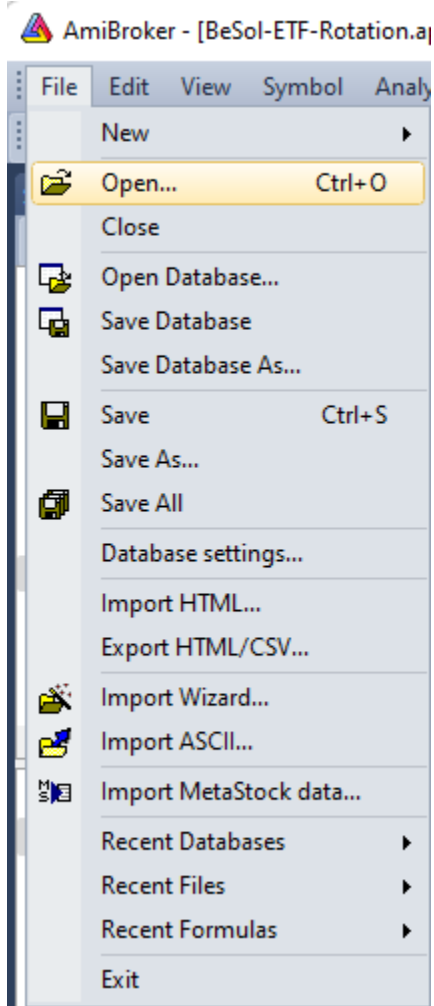 AmiBroker - [BeSol-ETF-Rotation.a
File Edit View Symbol Analy
New
Open... Ctrl+O
Close
Open Database...
Save Database
Save Database As...
Save Ctrl+S
Save As...
Save All
Database settings...
Import HTML...
Export HTML/CSV...
Import Wizard...
Import ASCII...
M
S
Import MetaStock data...
Recent Databases
Recent Files
Recent Formulas
Exit